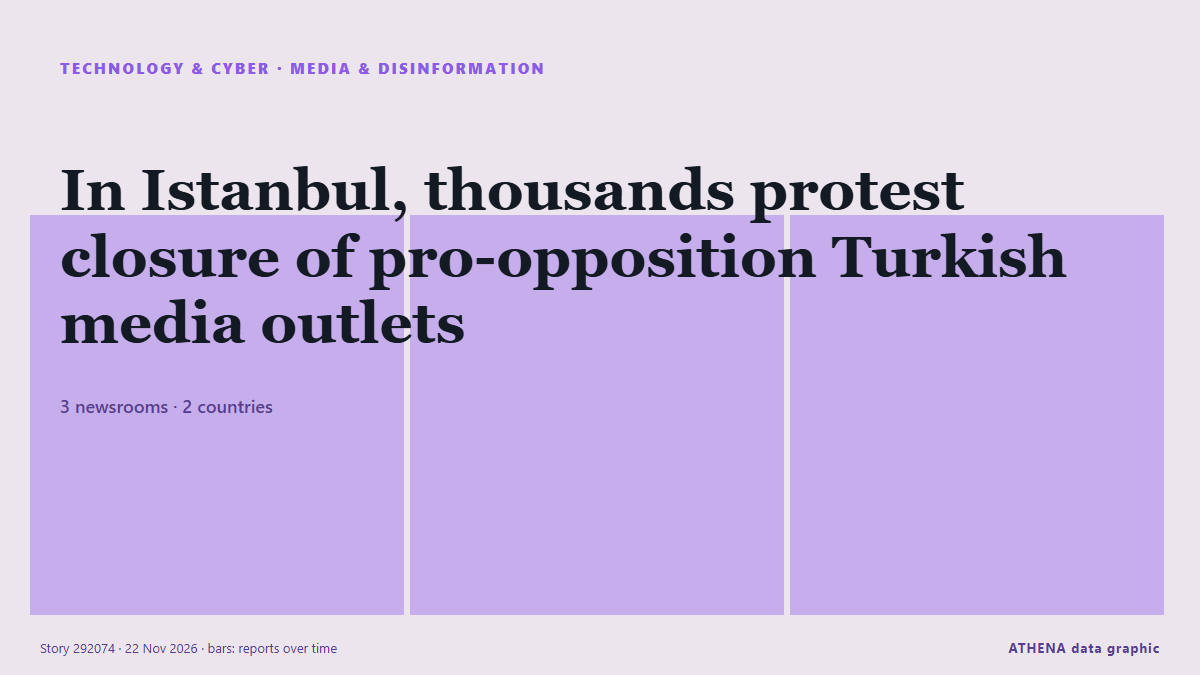 TECHNOLOGY & CYBER · MEDIA & DISINFORMATION
In Istanbul, thousands protest
closure of pro-opposition Turkish
media outlets
3 newsrooms · 2 countries
Story 292074 · 22 Nov 2026 · bars: reports over time
ATHENA data graphic